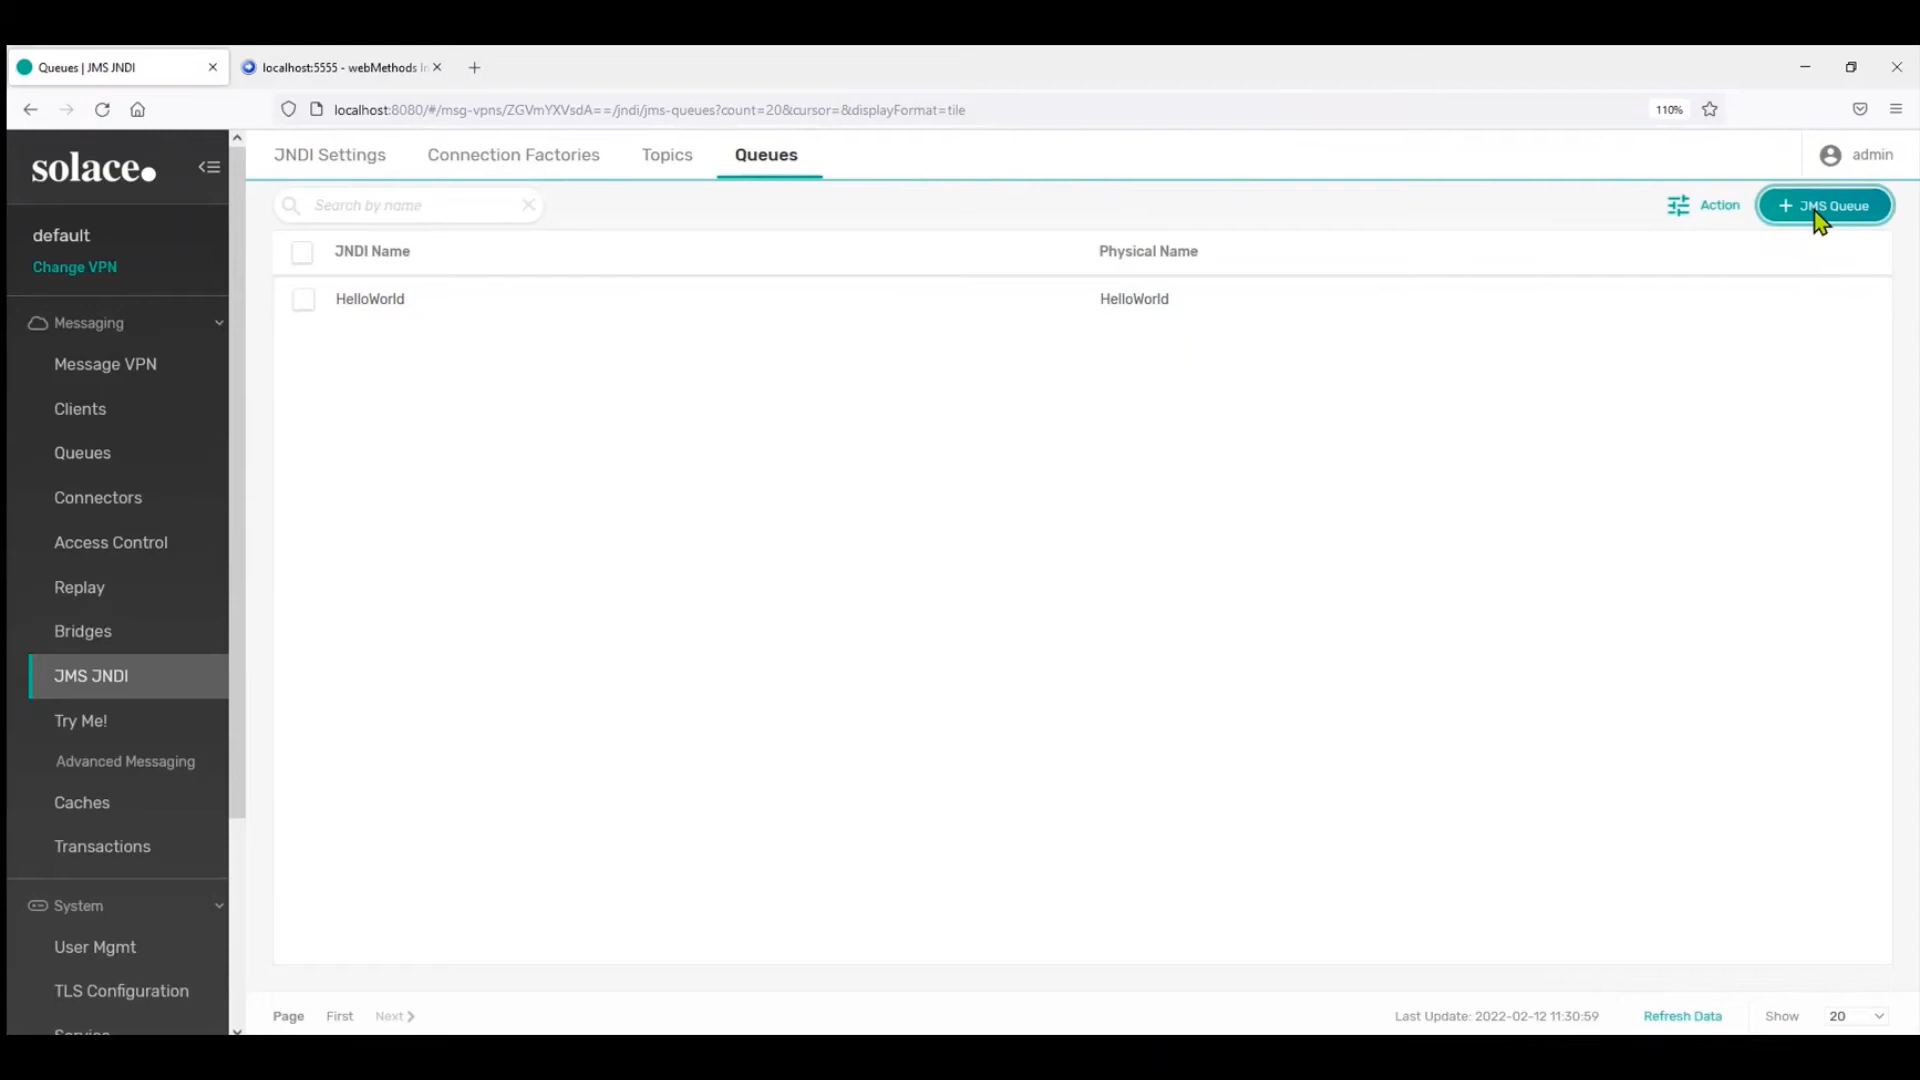 Queues | JMS JNDI
localhost:5555 - webMethods In
localhost:8080/#/msg-vpns/ZGVmYXVsdA==/jndi/jms-queues?count=20&cursor=&displayFormat=tile
110%
solace.
JNDI Settings
Connection Factories
Topics
Queues
admin
Search by name
Action
+ JMS Queue
default
Change VPN
JNDI Name
Physical Name
HelloWorld
HelloWorld
Messaging
Message VPN
Clients
Queues
Connectors
Access Control
Replay
Bridges
JMS JNDI
Try Me!
Advanced Messaging
Caches
Transactions
System
User Mgmt
TLS Configuration
Service
Page
First
Next
Last Update: 2022-02-12 11:30:59
Refresh Data
Show
20